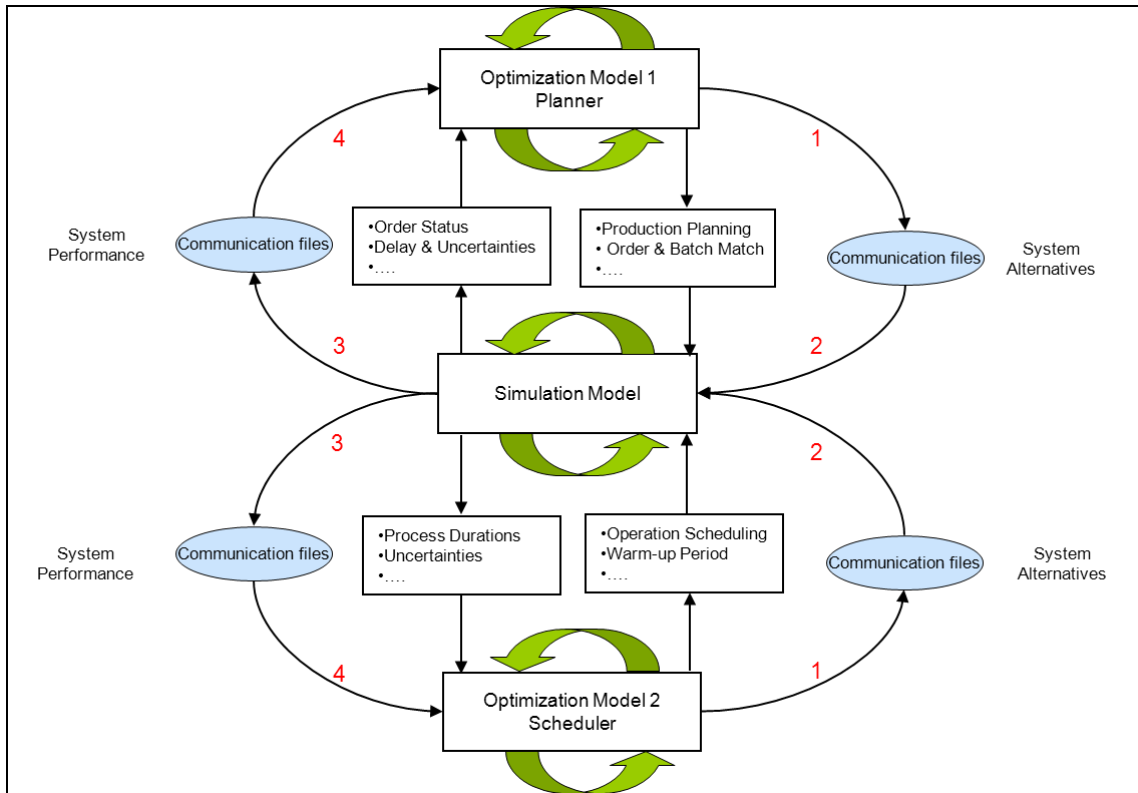 Optimization Model 1
Planner
4
1
•Order Status
•Delay & Uncertainties
•….
•Production Planning
• Order & Batch Match
•….
System
Performance
Communication files
Communication files
System
Alternatives
3
2
Simulation Model
3
2
•Process Durations
•Uncertainties
•….
•Operation Scheduling
•Warm-up Period
•….
System
Performance
Communication files
Communication files
System
Alternatives
4
1
Optimization Model 2
Scheduler